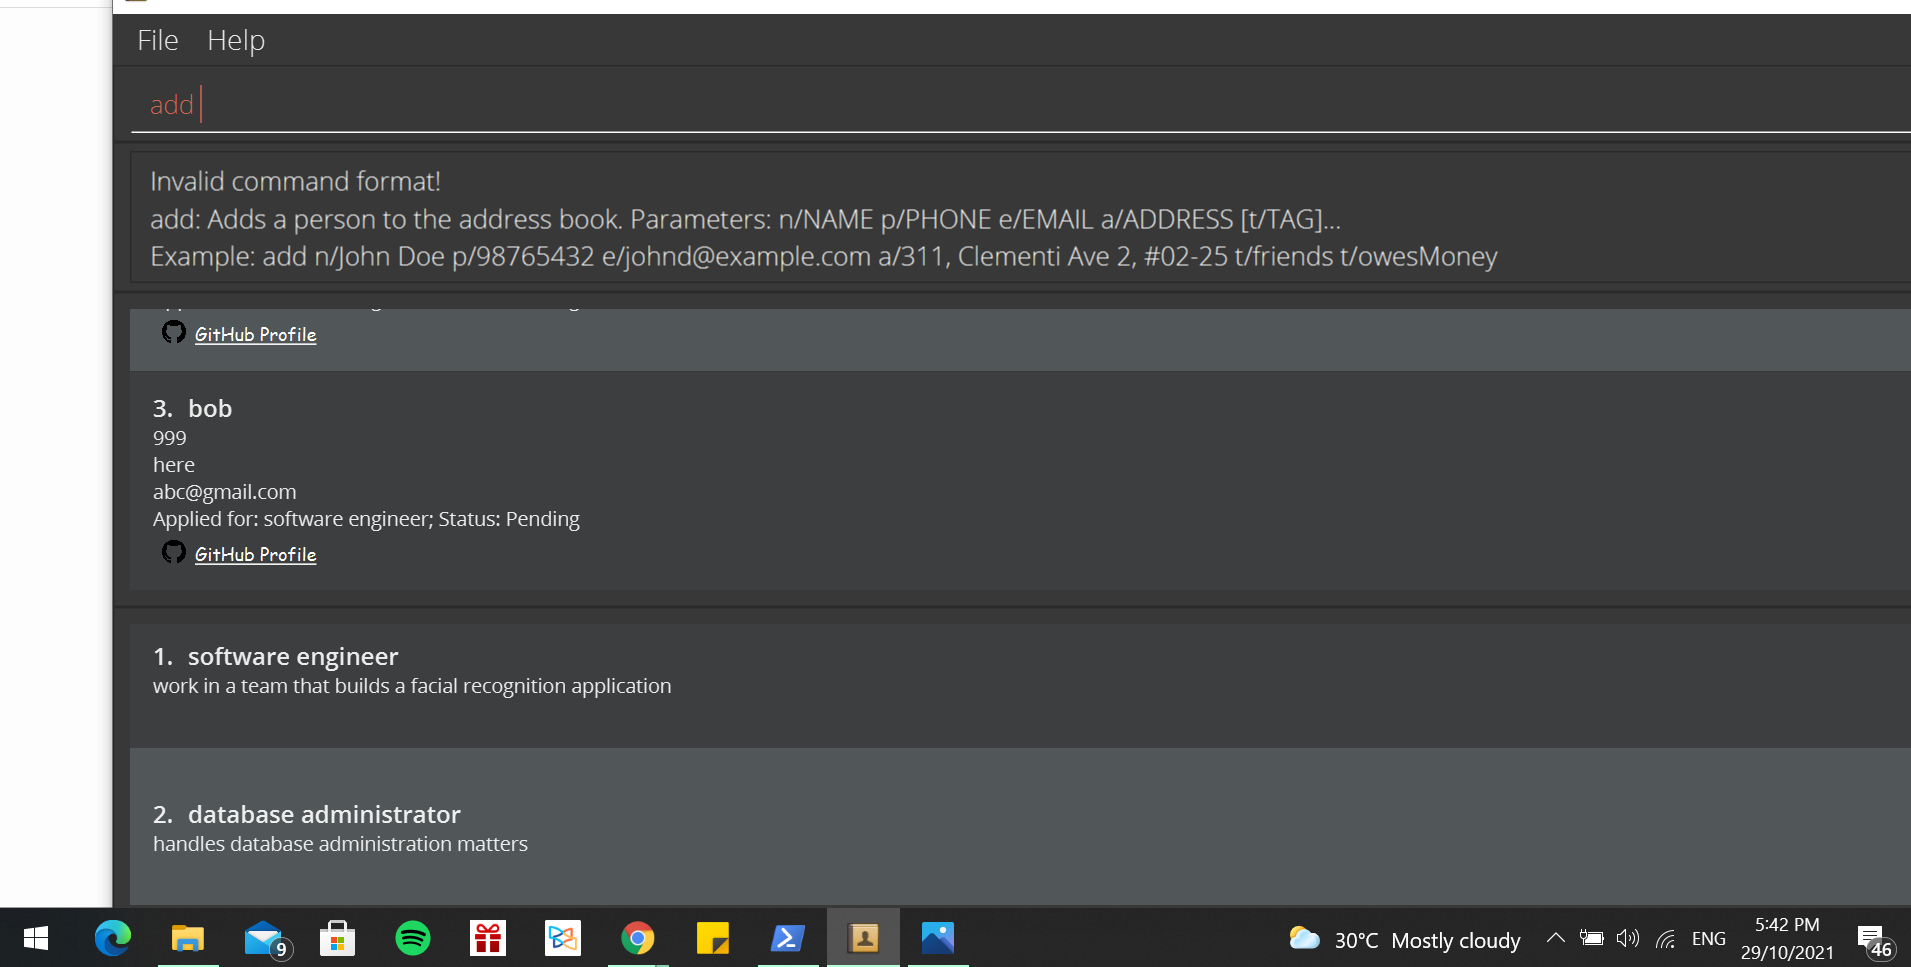 File Help
add
Invalid command format!
add: Adds a person to the address book. Parameters: n/NAME p/PHONE e/EMAIL a/ADDRESS [t/TAG]...
Example: add n/John Doe p/98765432 e/johnd@example.com a/311, Clementi Ave 2, #02-25 t/friends t/owesMoney
GitHub Profile
3. bob
999
here
abc@gmail.com
Applied for: software engineer; Status: Pending
GitHub Profile
1. software engineer
work in a team that builds a facial recognition application
2. database administrator
handles database administration matters
9
30°C Mostly cloudy
ENG
5:42 PM
29/10/2021
46